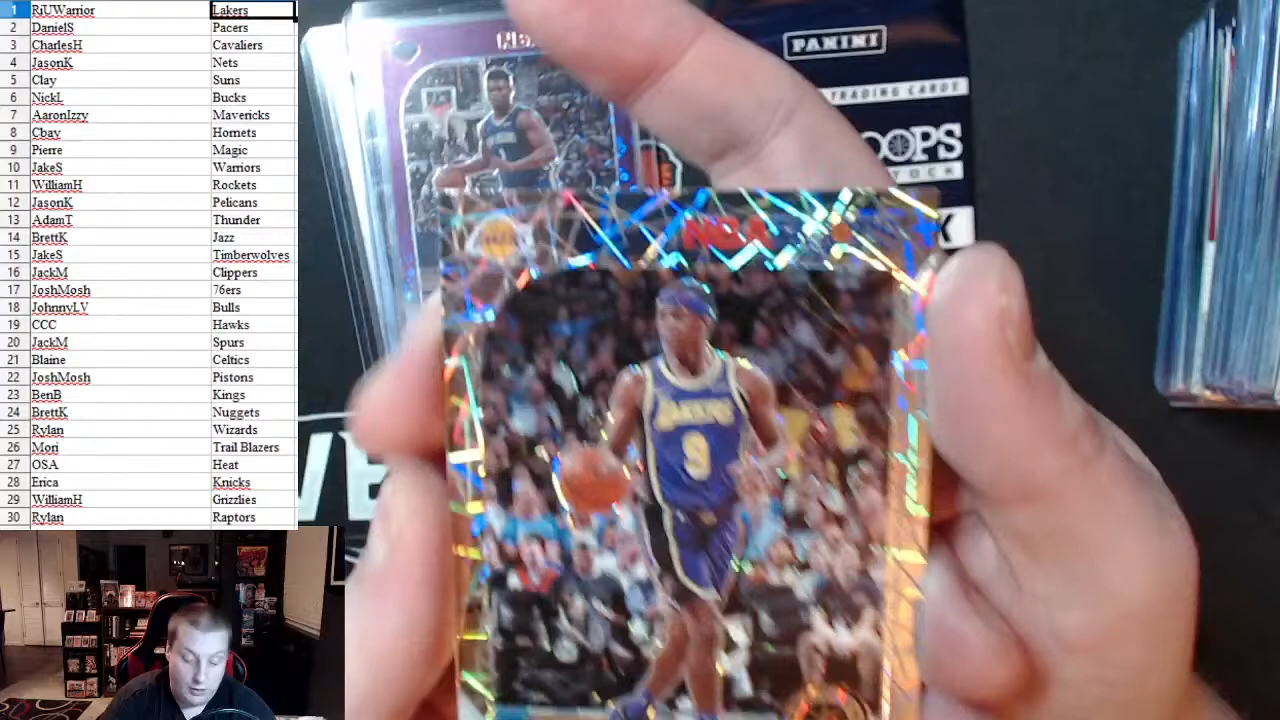 1 RjUWarrior Lakers
2 DanielS Pacers
3 CharlesH Cavaliers
4 JasonK Nets
5 Clay Suns
6 NickL Bucks
7 AaronIzzy Mavericks
8 Cbay Hornets
9 Pierre Magic
10 JakeS Warriors
11 WilliamH Rockets
12 JasonK Pelicans
13 AdamT Thunder
14 BrettK Jazz
15 JakeS Timberwolves
16 JackM Clippers
17 JoshMosh 76ers
18 JohnnyLV Bulls
19 CCC Hawks
20 JackM Spurs
21 Blaine Celtics
22 JoshMosh Pistons
23 BenB Kings
24 BrettK Nuggets
25 Rylan Wizards
26 Mori Trail Blazers
27 OSA Heat
28 Erica Knicks
29 WilliamH Grizzlies
30 Rylan Raptors
PANINI
TRADING CARDS
OOPS
NBA
LAKERS
9